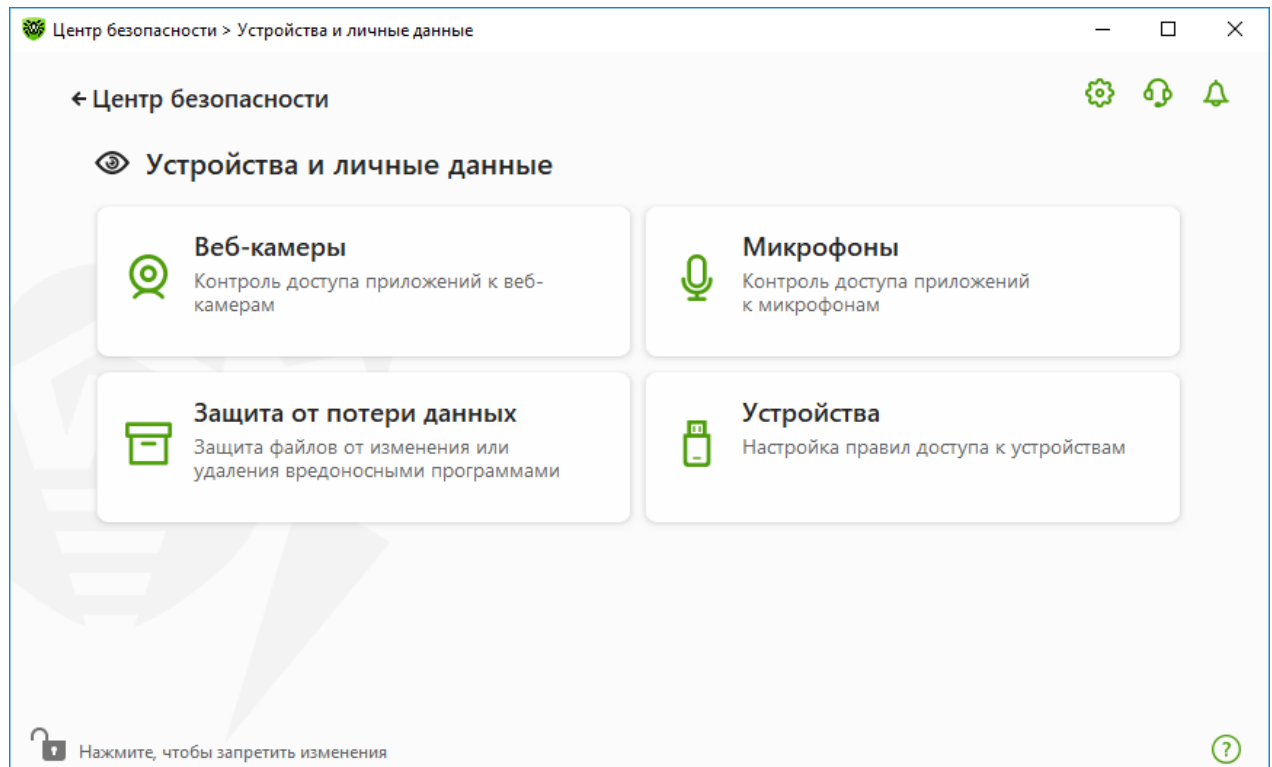 Центр безопасности > Устройства и личные данные
Центр безопасности
Устройства и личные данные
Веб-камеры
Контроль доступа приложений к веб-
камерам
Микрофоны
Контроль доступа приложений
к микрофонам
Защита от потери данных
Защита файлов от изменения или
удаления вредоносными программами
Устройства
Настройка правил доступа к устройствам
Нажмите, чтобы запретить изменения
?